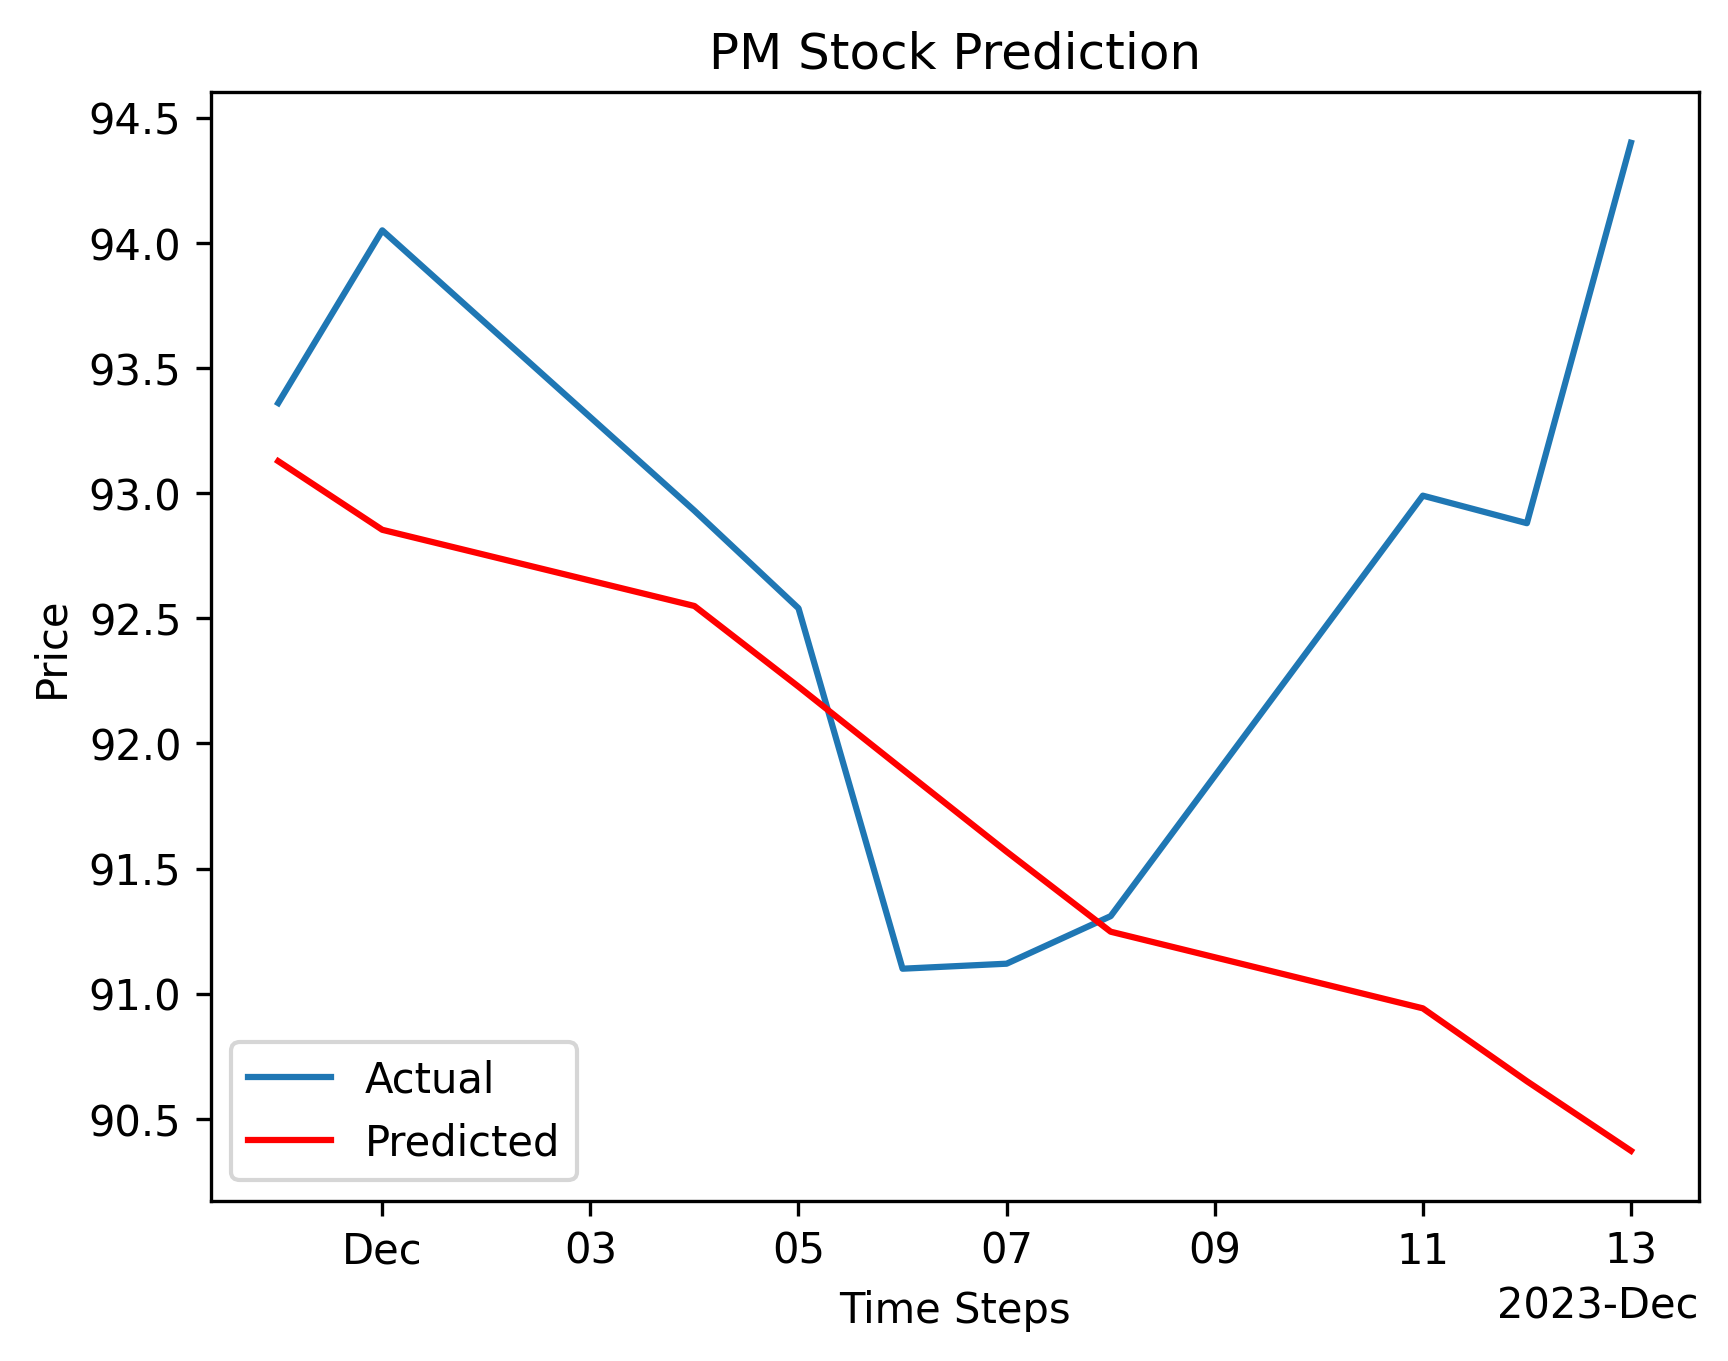 PM Stock Prediction
94.5
94.0
93.5
93.0
92.5
92.0
91.5
91.0
90.5
Price
Actual
Predicted
Dec 03 05 07 09 11 13
2023-Dec
Time Steps